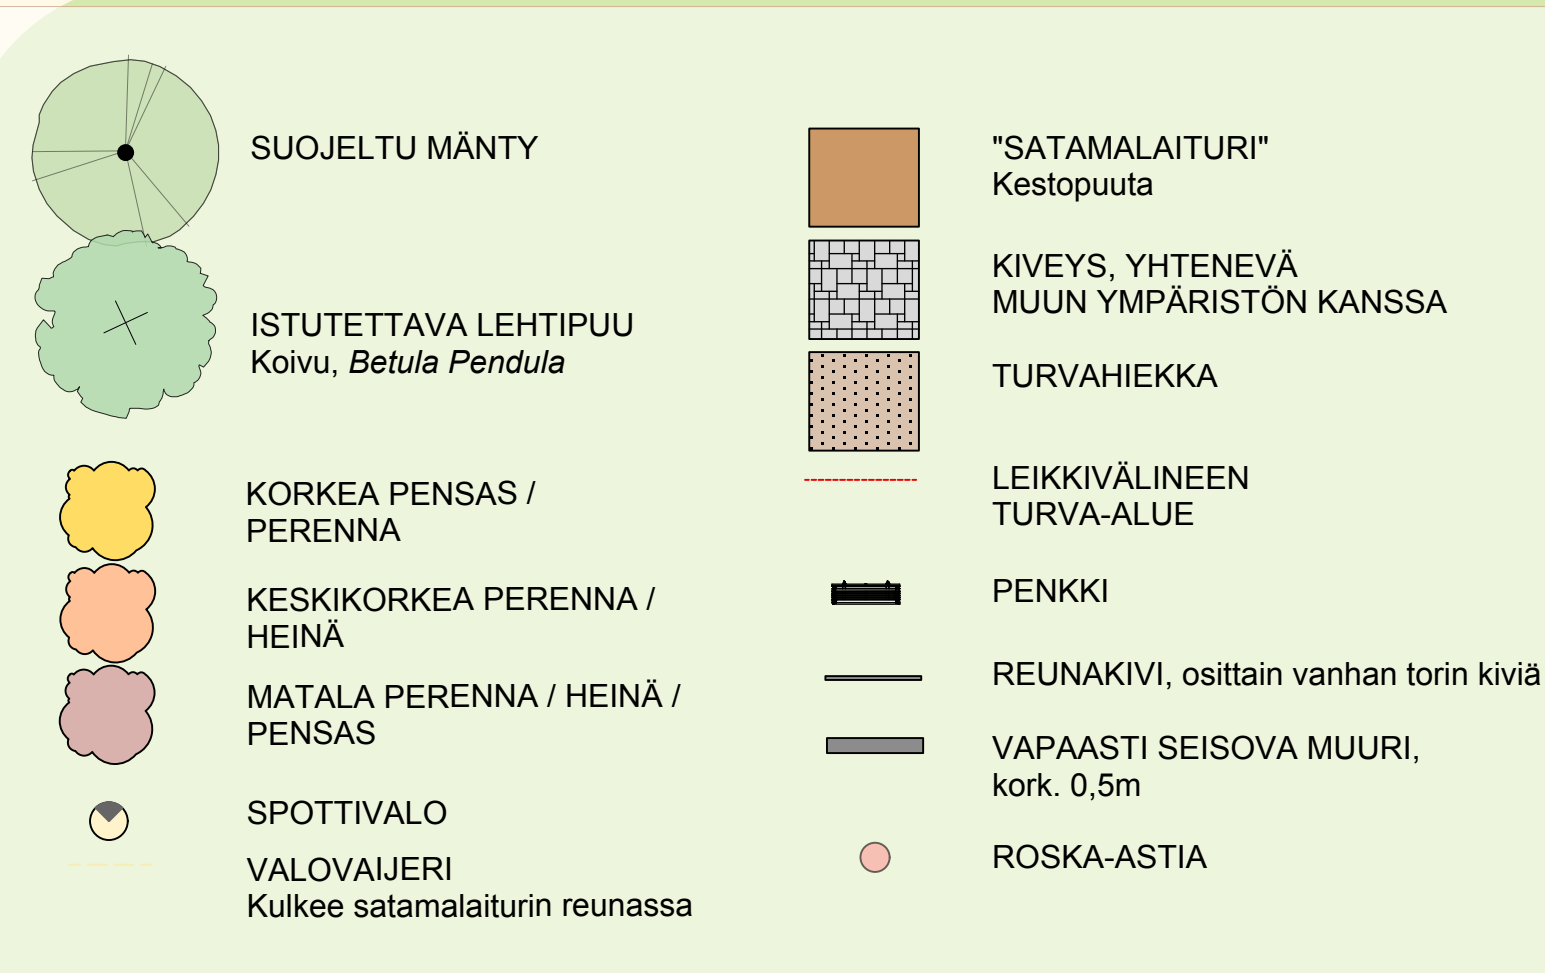 SUOJELTU MÄNTY
ISTUTETTAVA LEHTIPUU
Koivu, Betula Pendula
KORKEA PENSAS /
PERENNA
KESKIKORKEA PERENNA /
HEINÄ
MATALA PERENNA / HEINÄ /
PENSAS
SPOTTIVALO
VALOVAIJERI
Kulkee satamalaiturin reunassa
"SATAMALAITURI"
Kestopuuta
KIVEYS, YHTENEVÄ
MUUN YMPÄRISTÖN KANSSA
TURVAHIEKKA
LEIKKIVÄLINEEN
TURVA-ALUE
PENKKI
REUNAKIVI, osittain vanhan torin kiviä
VAPAASTI SEISOVA MUURI,
kork. 0,5m
ROSKA-ASTIA